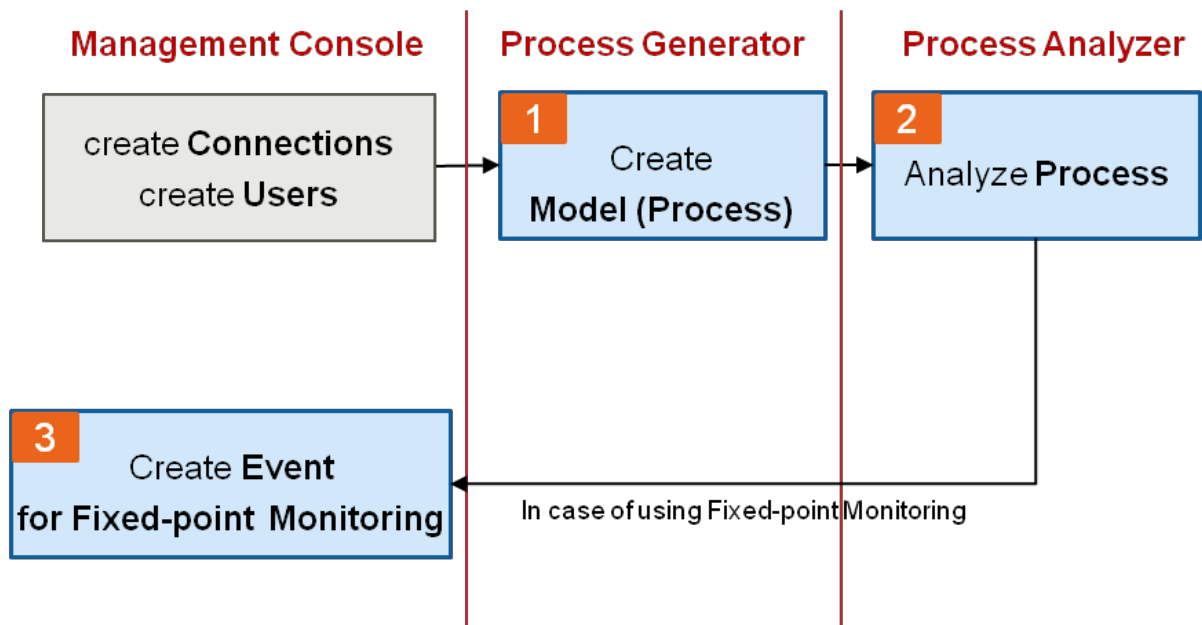 Management Console
Process Generator
Process Analyzer
create Connections
create Users
1
Create
Model (Process)
2
Analyze Process
3
Create Event
for Fixed-point Monitoring
In case of using Fixed-point Monitoring